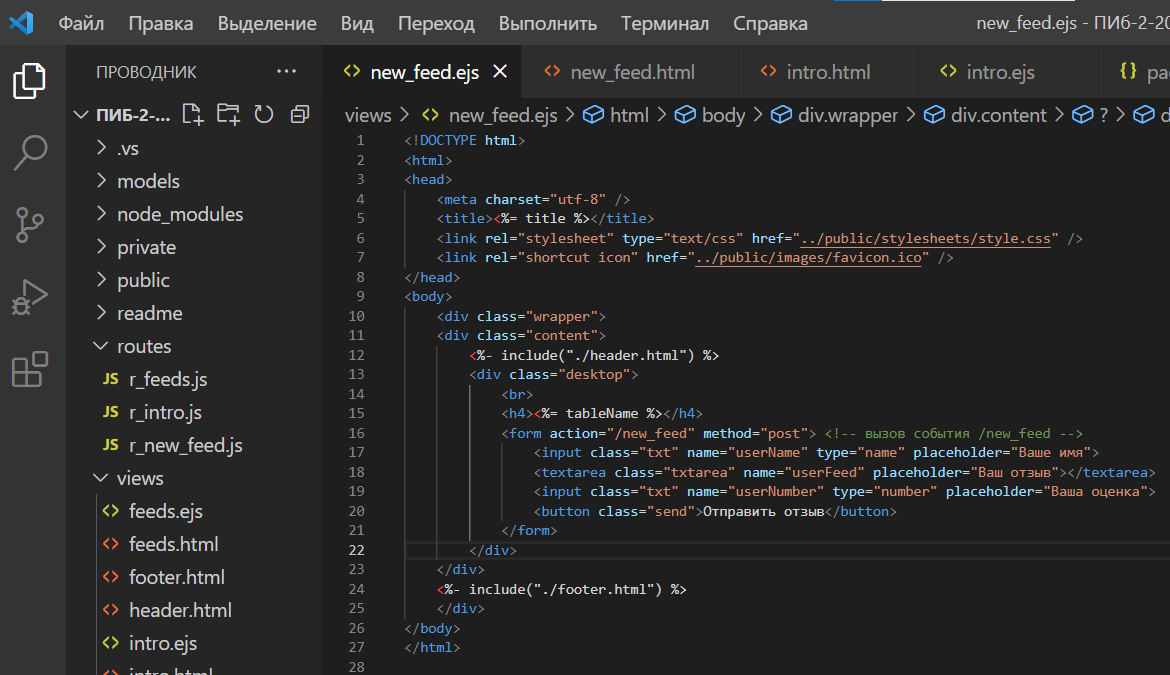 Файл Правка Выделение Вид Переход Выполнить Терминал Справка new_feed.ejs - ПИб-2-20
ПРОВОДНИК ···
ПИБ-2-...
.vs
models
node_modules
private
public
readme
routes
JS r_feeds.js
JS r_intro.js
JS r_new_feed.js
views
<> feeds.ejs
<> feeds.html
<> footer.html
<> header.html
<> intro.ejs
<> intro.html
<> new_feed.ejs <> new_feed.html <> intro.html <> intro.ejs {} pa
views > <> new_feed.ejs > html > body > div.wrapper > div.content > ? > d
1 <!DOCTYPE html>
2 <html>
3 <head>
4 <meta charset="utf-8" />
5 <title><%= title %></title>
6 <link rel="stylesheet" type="text/css" href="../public/stylesheets/style.css" />
7 <link rel="shortcut icon" href="../public/images/favicon.ico" />
8 </head>
9 <body>
10 <div class="wrapper">
11 <div class="content">
12 <%- include("./header.html") %>
13 <div class="desktop">
14 <br>
15 <h4><%= tableName %></h4>
16 <form action="/new_feed" method="post"> <!-- вызов события /new_feed -->
17 <input class="txt" name="userName" type="name" placeholder="Ваше имя">
18 <textarea class="txtarea" name="userFeed" placeholder="Ваш отзыв"></textarea>
19 <input class="txt" name="userNumber" type="number" placeholder="Ваша оценка">
20 <button class="send">Отправить отзыв</button>
21 </form>
22 </div>
23 </div>
24 <%- include("./footer.html") %>
25 </div>
26 </body>
27 </html>
28